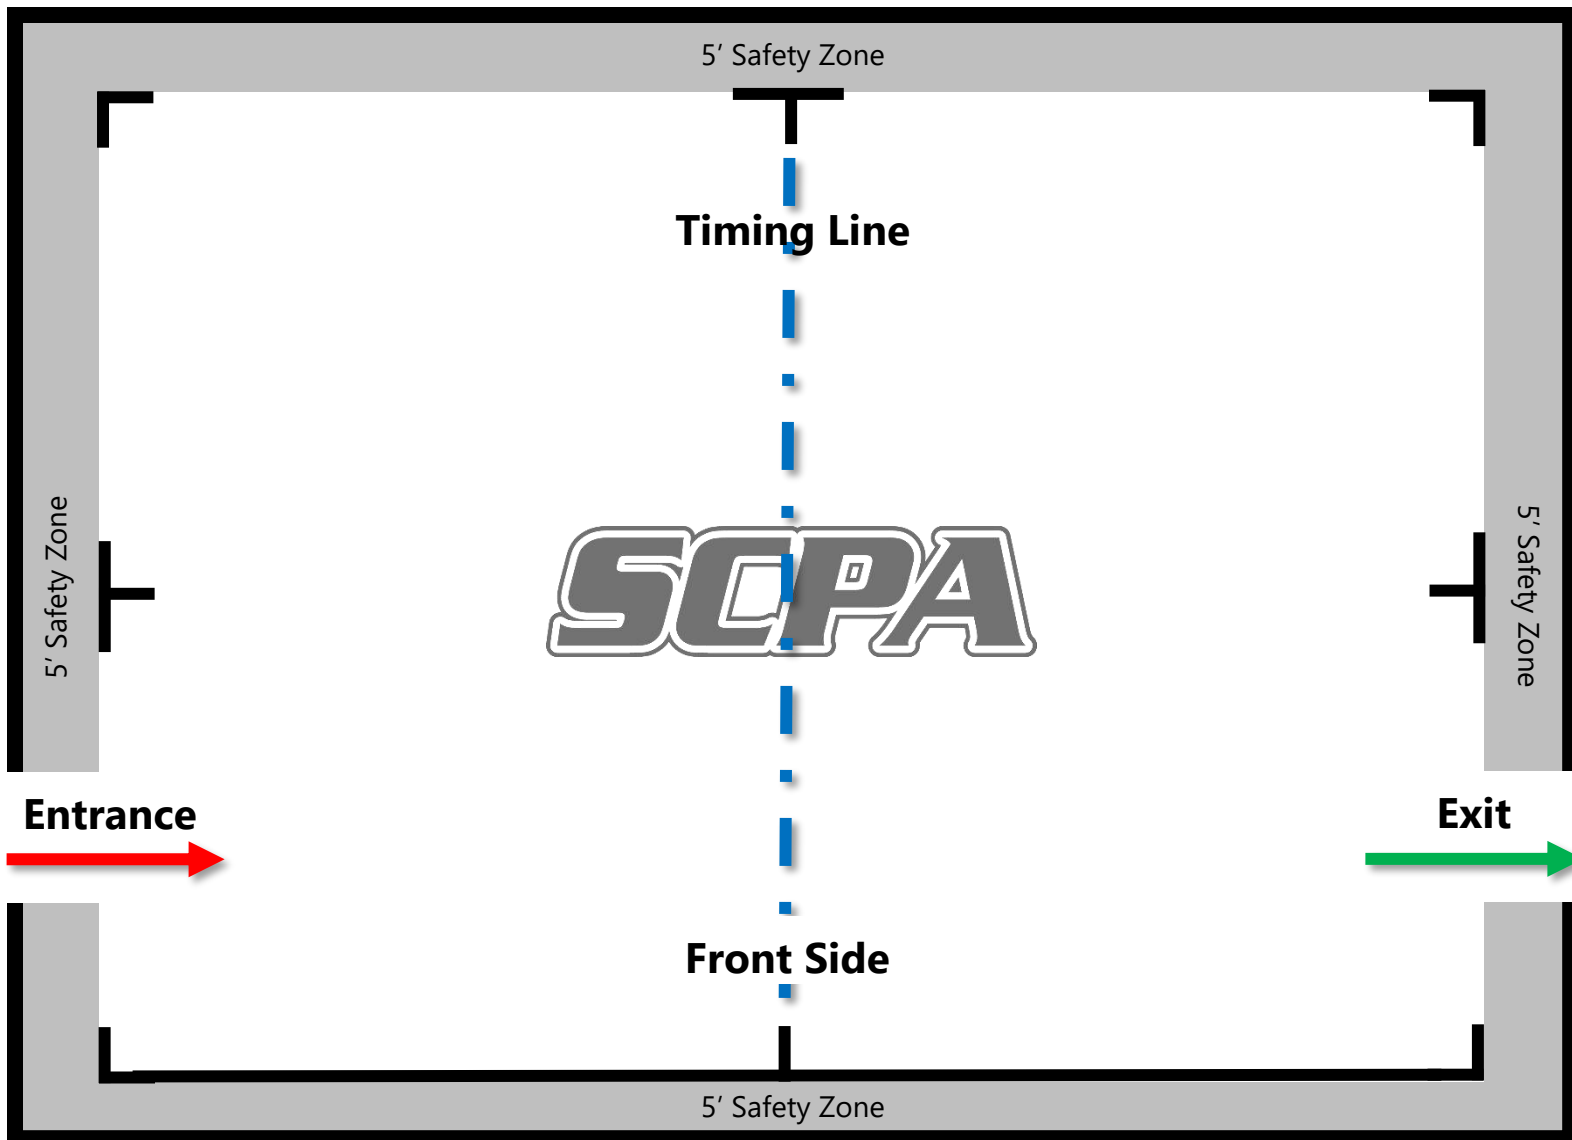 5’ Safety Zone
Timing Line
5’ Safety Zone
SCPA
5’ Safety Zone
Entrance
Exit
Front Side
5’ Safety Zone